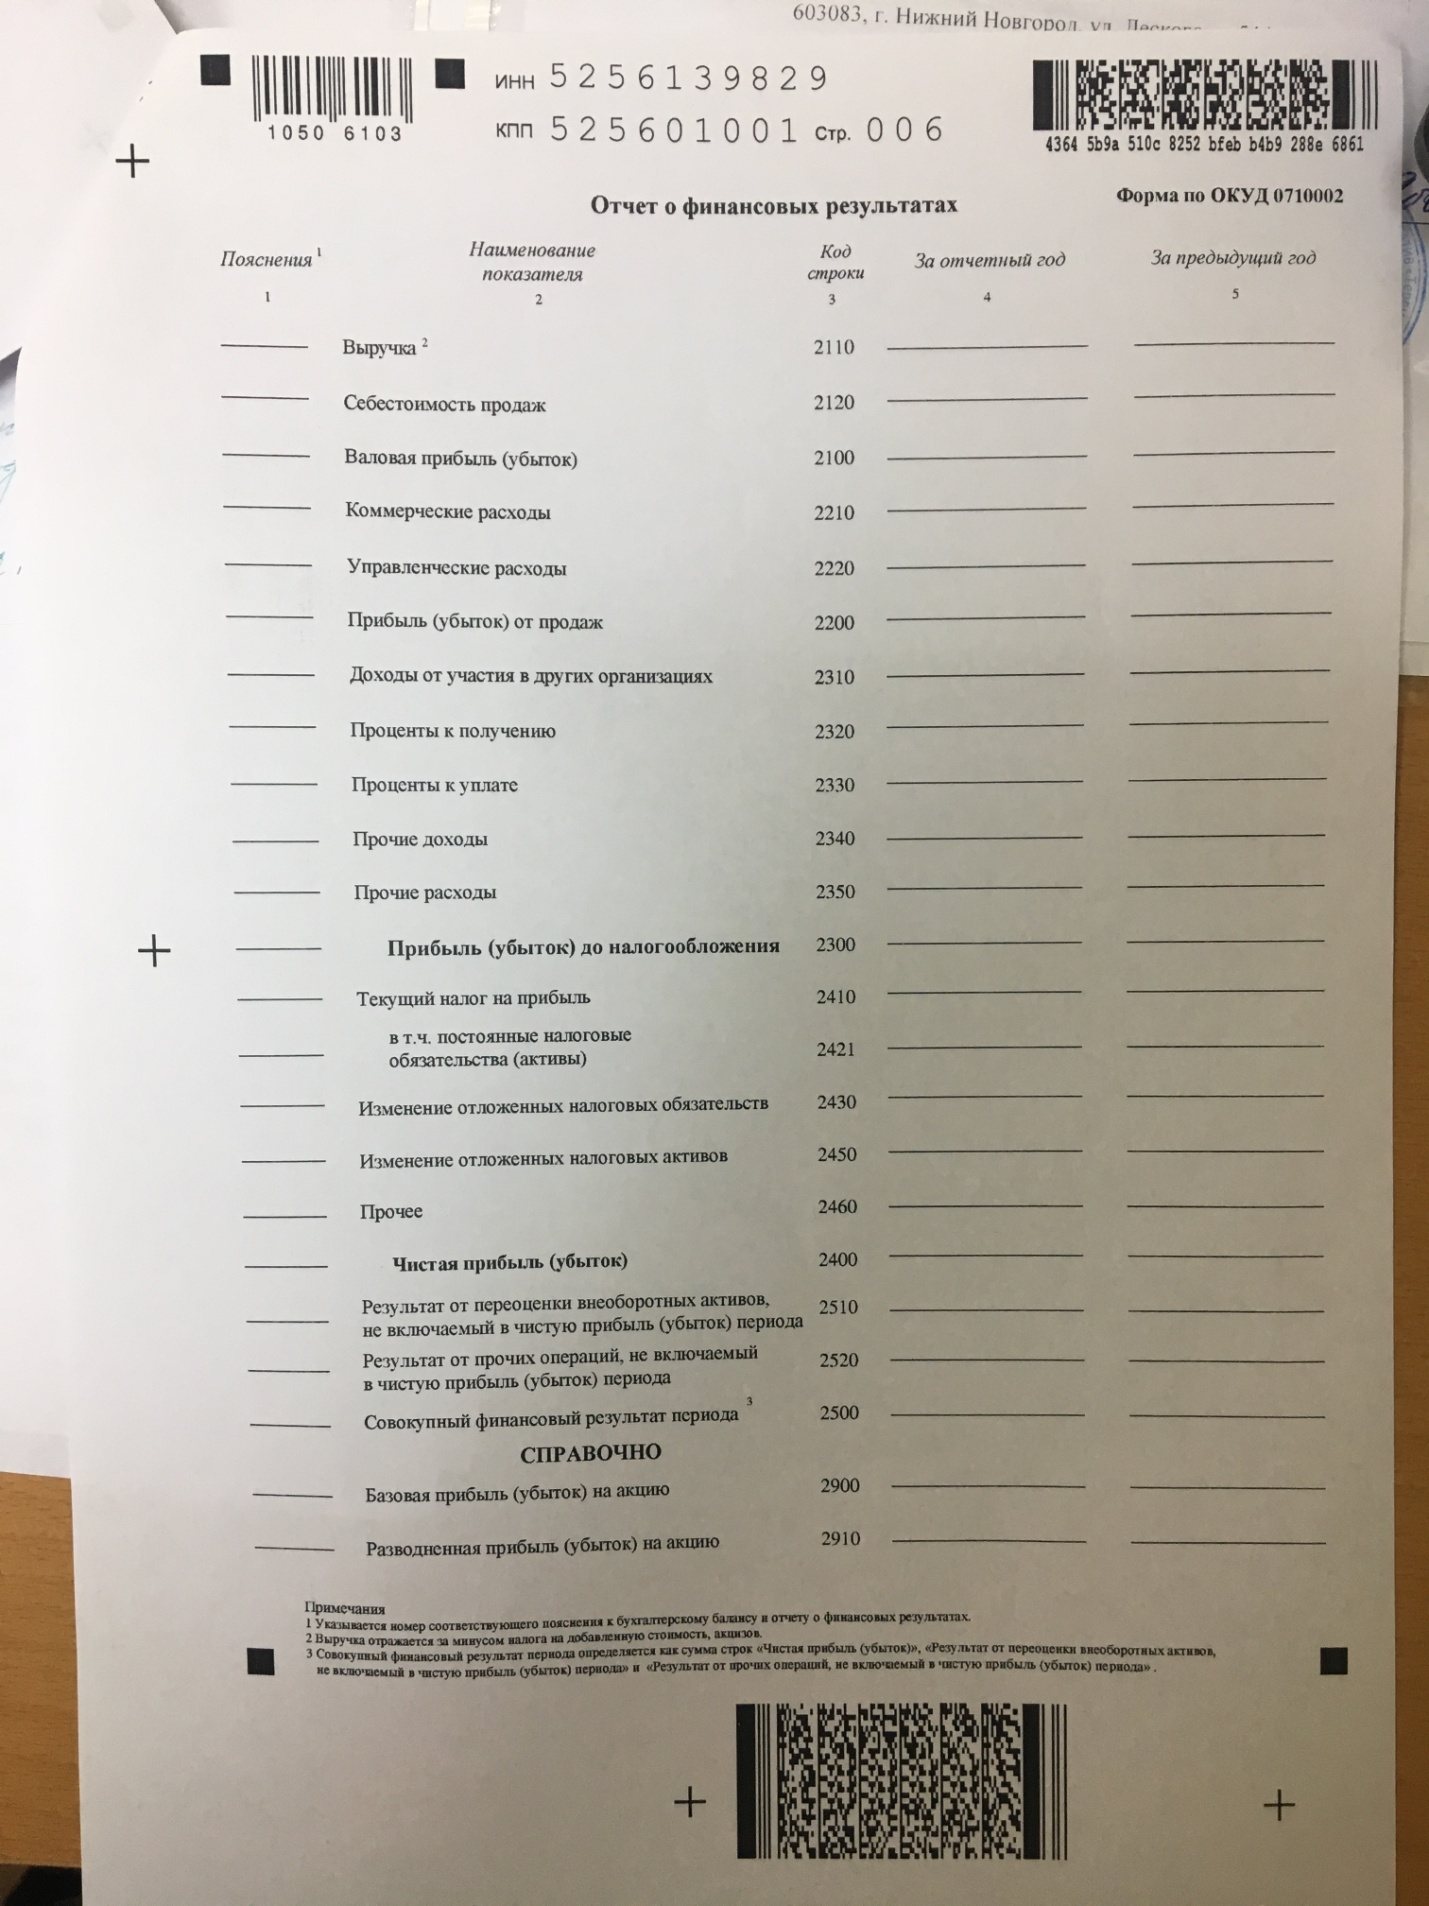 603083, г. Нижний Новгород, ул.
1050 6103
ИНН 5256139829
КПП 525601001 Стр. 006
4364 5b9a 510c 8252 bfeb b4b9 288e 6861
Форма по ОКУД 0710002
Отчет о финансовых результатах
Пояснения 1 Наименование показателя Код строки За отчетный год За предыдущий год
1 2 3 4 5
Выручка 2 2110
Себестоимость продаж 2120
Валовая прибыль (убыток) 2100
Коммерческие расходы 2210
Управленческие расходы 2220
Прибыль (убыток) от продаж 2200
Доходы от участия в других организациях 2310
Проценты к получению 2320
Проценты к уплате 2330
Прочие доходы 2340
Прочие расходы 2350
Прибыль (убыток) до налогообложения 2300
Текущий налог на прибыль 2410
в т.ч. постоянные налоговые
обязательства (активы) 2421
Изменение отложенных налоговых обязательств 2430
Изменение отложенных налоговых активов 2450
Прочее 2460
Чистая прибыль (убыток) 2400
Результат от переоценки внеоборотных активов,
не включаемый в чистую прибыль (убыток) периода 2510
Результат от прочих операций, не включаемый
в чистую прибыль (убыток) периода 2520
Совокупный финансовый результат периода 3 2500
СПРАВОЧНО
Базовая прибыль (убыток) на акцию 2900
Разводненная прибыль (убыток) на акцию 2910
Примечания
1 Указывается номер соответствующего пояснения к бухгалтерскому балансу и отчету о финансовых результатах.
2 Выручка отражается за минусом налога на добавленную стоимость, акцизов.
3 Совокупный финансовый результат периода определяется как сумма строк «Чистая прибыль (убыток)», «Результат от переоценки внеоборотных активов,
не включаемый в чистую прибыль (убыток) периода» и «Результат от прочих операций, не включаемый в чистую прибыль (убыток) периода» .